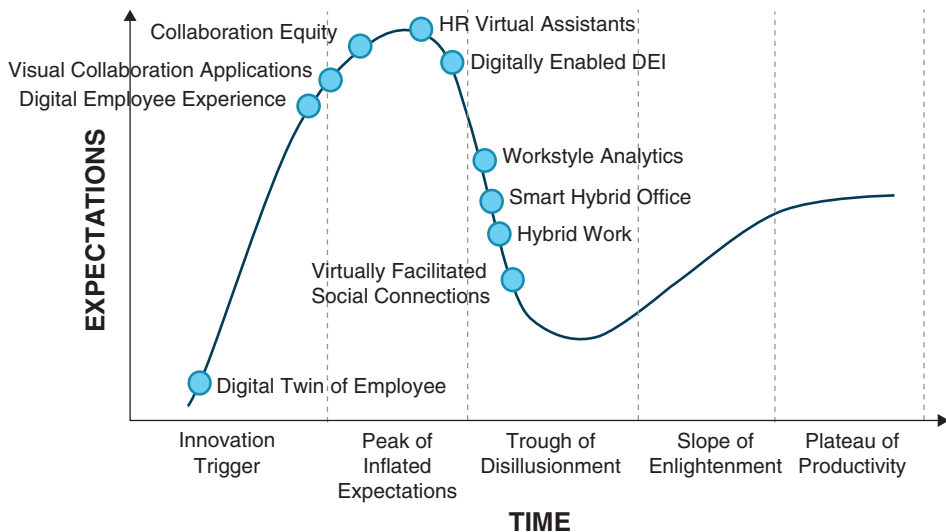 Collaboration Equity
HR Virtual Assistants
Visual Collaboration Applications
Digitally Enabled DEI
Digital Employee Experience
Workstyle Analytics
Smart Hybrid Office
Hybrid Work
Virtually Facilitated
Social Connections
Digital Twin of Employee
EXPECTATIONS
Innovation
Trigger
Peak of
Inflated
Expectations
Trough of
Disillusionment
Slope of
Enlightenment
Plateau of
Productivity
TIME